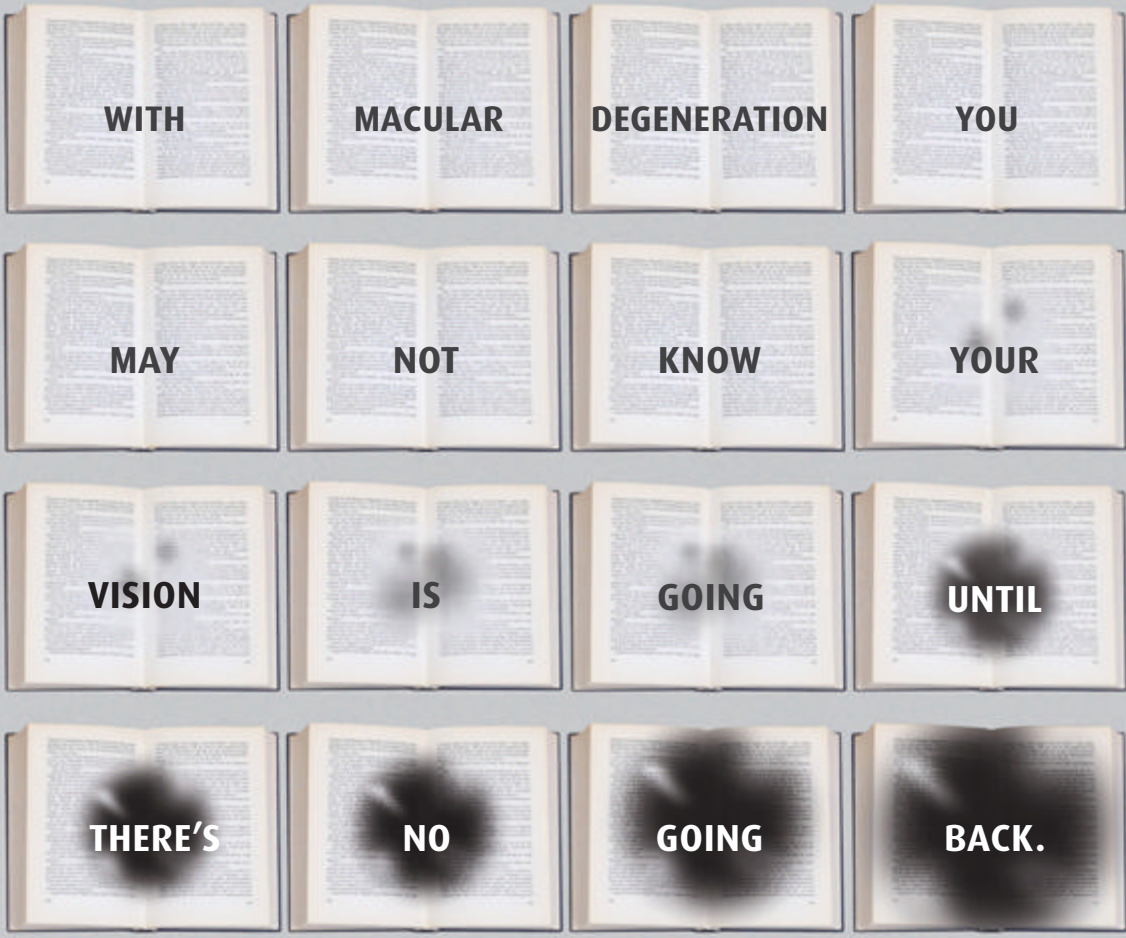 WITH MACULAR DEGENERATION YOU
MAY NOT KNOW YOUR
VISION IS GOING UNTIL
THERE’S NO GOING BACK.